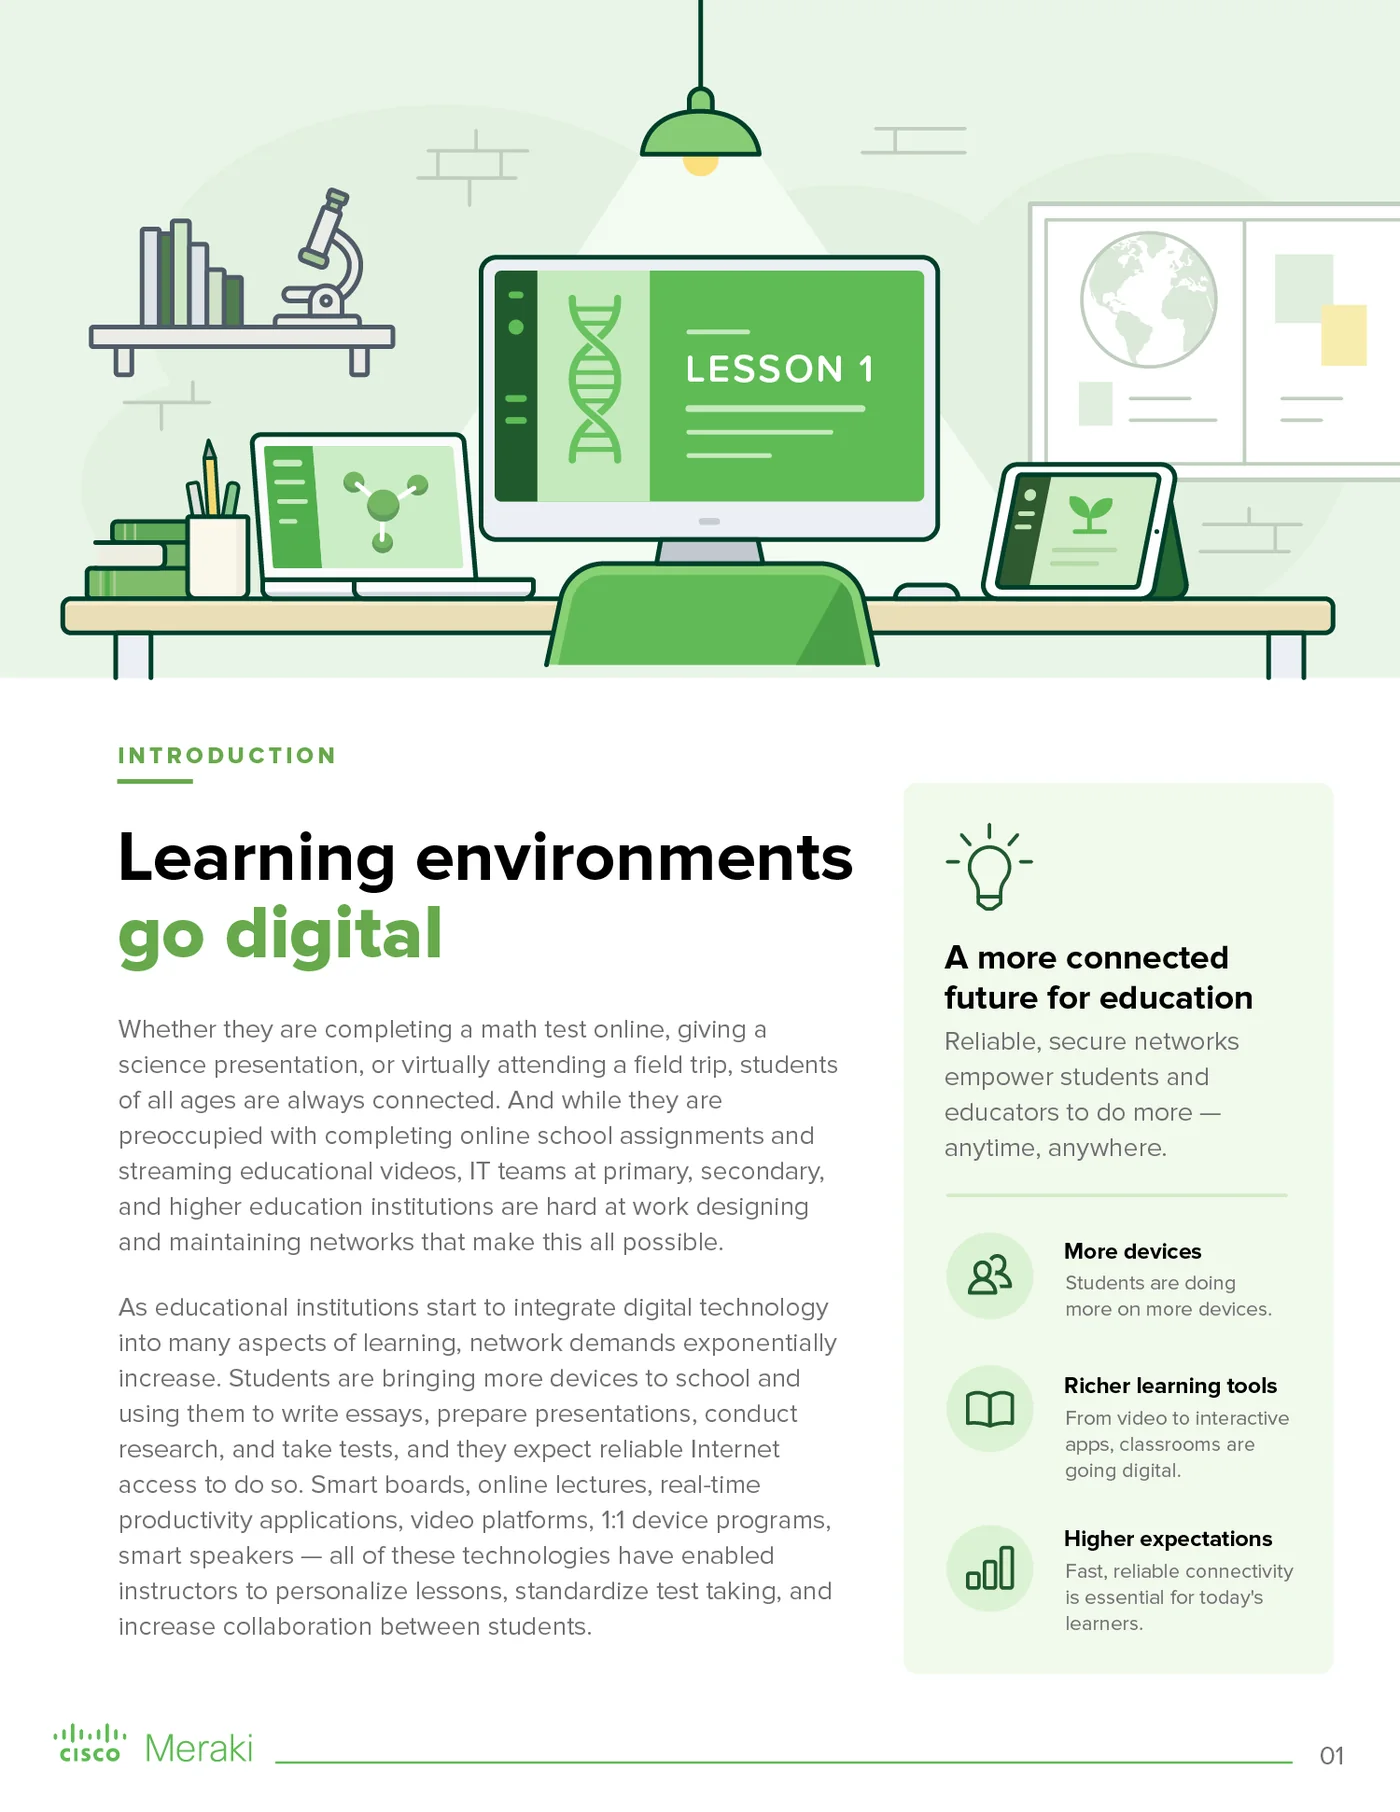 LESSON 1
INTRODUCTION
Learning environments
go digital
Whether they are completing a math test online, giving a
science presentation, or virtually attending a field trip, students
of all ages are always connected. And while they are
preoccupied with completing online school assignments and
streaming educational videos, IT teams at primary, secondary,
and higher education institutions are hard at work designing
and maintaining networks that make this all possible.
As educational institutions start to integrate digital technology
into many aspects of learning, network demands exponentially
increase. Students are bringing more devices to school and
using them to write essays, prepare presentations, conduct
research, and take tests, and they expect reliable Internet
access to do so. Smart boards, online lectures, real-time
productivity applications, video platforms, 1:1 device programs,
smart speakers — all of these technologies have enabled
instructors to personalize lessons, standardize test taking, and
increase collaboration between students.
A more connected
future for education
Reliable, secure networks
empower students and
educators to do more —
anytime, anywhere.
More devices
Students are doing
more on more devices.
Richer learning tools
From video to interactive
apps, classrooms are
going digital.
Higher expectations
Fast, reliable connectivity
is essential for today's
learners.
cisco Meraki
01